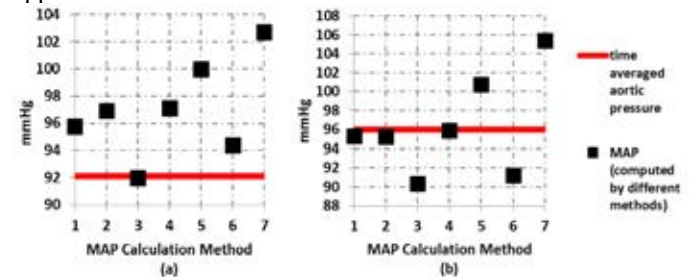 104
102
100
98
96
94
92
90
mmHg
1 2 3 4 5 6 7
MAP Calculation Method
(a)
108
106
104
102
100
98
96
94
92
90
88
mmHg
1 2 3 4 5 6 7
MAP Calculation Method
(b)
time
averaged
aortic
pressure
MAP
(computed
by different
methods)